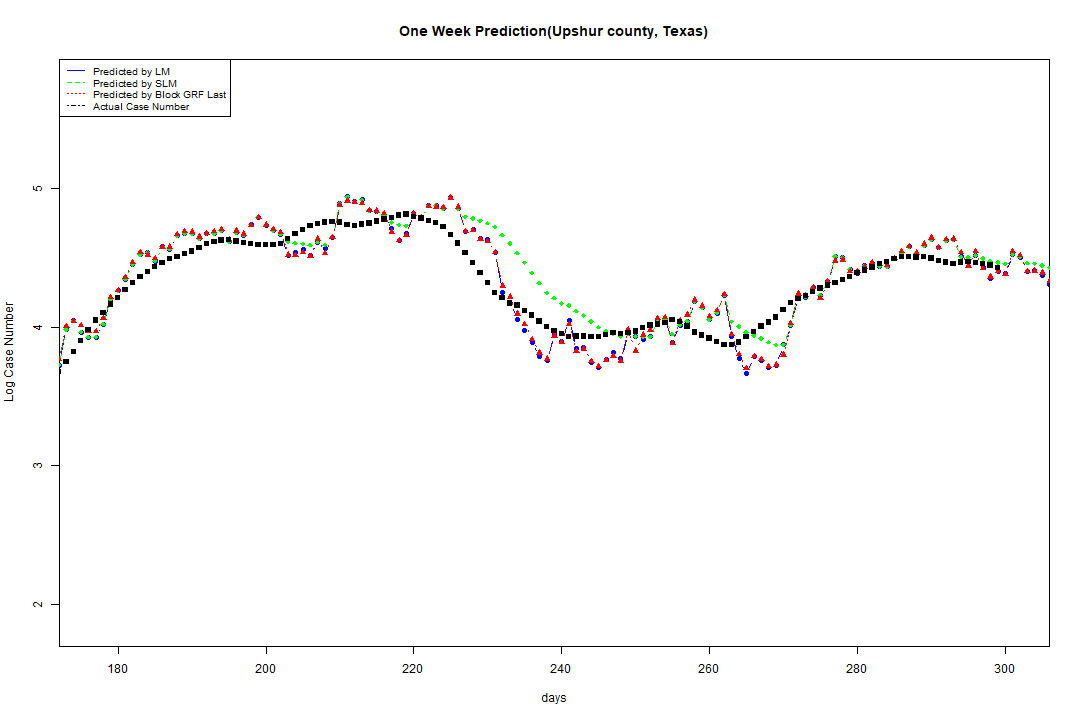 One Week Prediction(Upshur county, Texas)
Predicted by LM
Predicted by SLM
Predicted by Block GRF Last
Actual Case Number
5
4
3
2
Log Case Number
180 200 220 240 260 280 300
days